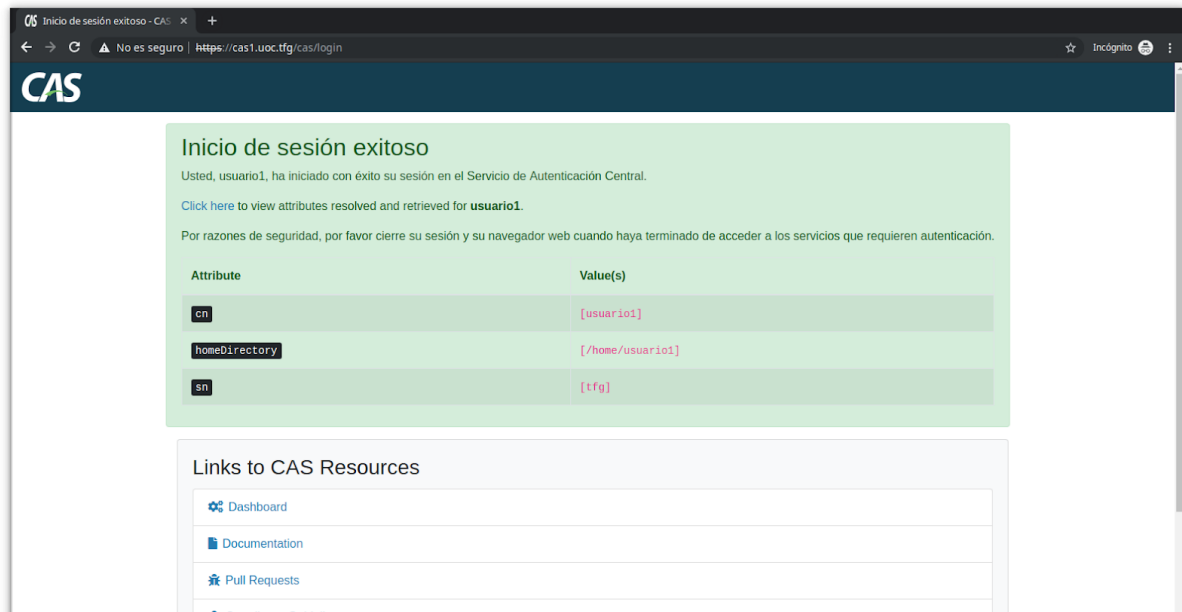 Inicio de sesión exitoso - CAS
No es seguro https://cas1.uoc.tfg/cas/login Incógnito
CAS
Inicio de sesión exitoso
Usted, usuario1, ha iniciado con éxito su sesión en el Servicio de Autenticación Central.
Click here to view attributes resolved and retrieved for usuario1.
Por razones de seguridad, por favor cierre su sesión y su navegador web cuando haya terminado de acceder a los servicios que requieren autenticación.
Attribute Value(s)
cn [usuario1]
homeDirectory [/home/usuario1]
sn [tfg]
Links to CAS Resources
Dashboard
Documentation
Pull Requests